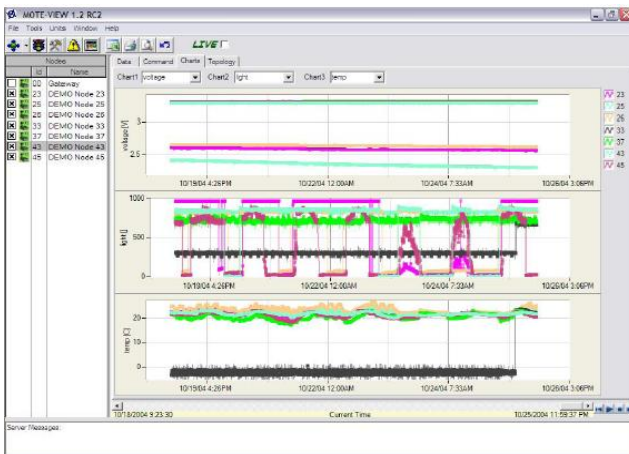 MOTE-VIEW 1.2 RC2
File Tools Units Window Help
LIVE
Nodes
Id Name
00 Gateway
23 DEMO Node 23
25 DEMO Node 25
26 DEMO Node 26
33 DEMO Node 33
37 DEMO Node 37
43 DEMO Node 43
45 DEMO Node 45
Data Command Charts Topology
Chart1 voltage Chart2 light Chart3 temp
voltage [V]
3-
2.5-
10/19/04 4:26PM 10/22/04 12:00AM 10/24/04 7:33AM 10/26/04 3:06PM
light []
1000
500-
0-
10/19/04 4:26PM 10/22/04 12:00AM 10/24/04 7:33AM 10/26/04 3:06PM
temp [C]
20-
0-
10/19/04 4:26PM 10/22/04 12:00AM 10/24/04 7:33AM 10/26/04 3:06PM
23
25
26
33
37
43
45
10/18/2004 9:23:30 Current Time 10/25/2004 11:59:37 PM
Server Messages: